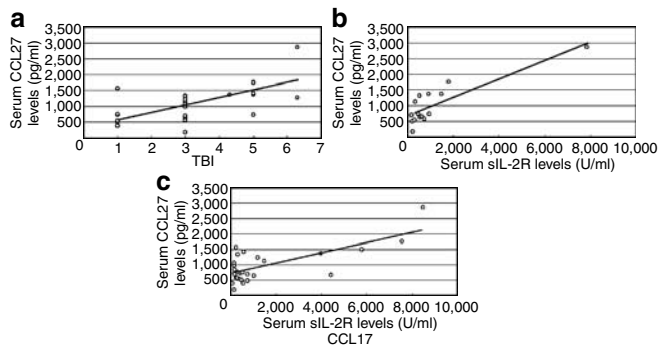 a
Serum CCL27
levels (pg/ml)
3,500
3,000
2,500
2,000
1,500
1,000
500
0 1 2 3 4 5 6 7
TBI
b
Serum CCL27
levels (pg/ml)
3,500
3,000
2,500
2,000
1,500
1,000
500
0 2,000 4,000 6,000 8,000 10,000
Serum sIL-2R levels (U/ml)
c
Serum CCL27
levels (pg/ml)
3,500
3,000
2,500
2,000
1,500
1,000
500
0 2,000 4,000 6,000 8,000 10,000
Serum sIL-2R levels (U/ml)
CCL17